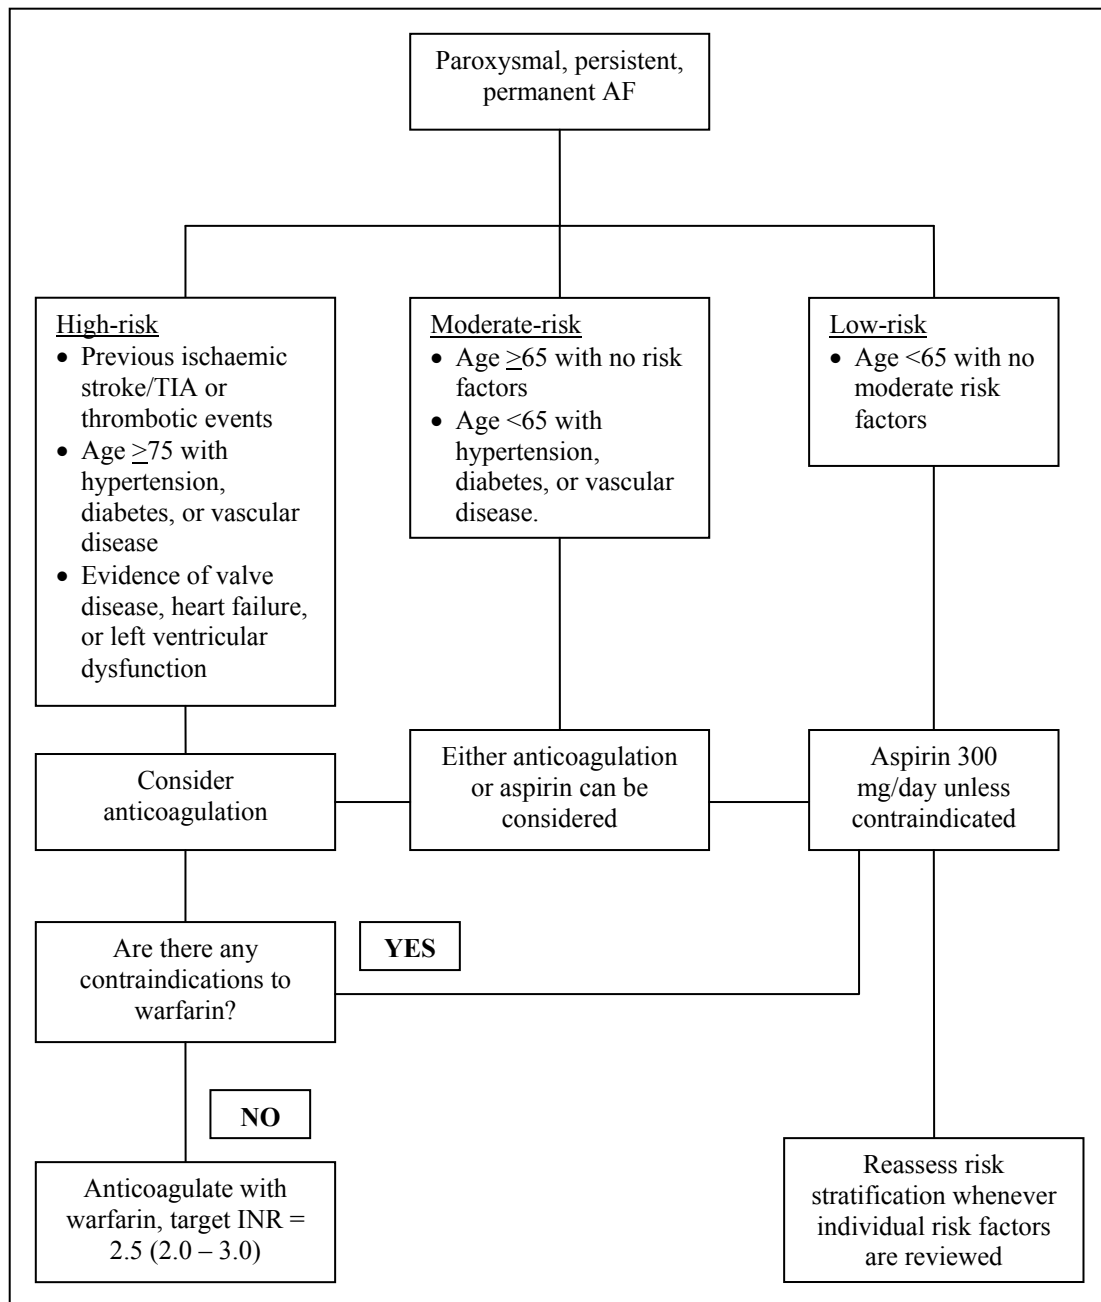 Paroxysmal, persistent,
permanent AF
High-risk
• Previous ischaemic
stroke/TIA or
thrombotic events
• Age ≥75 with
hypertension,
diabetes, or vascular
disease
• Evidence of valve
disease, heart failure,
or left ventricular
dysfunction
Moderate-risk
• Age ≥65 with no risk
factors
• Age <65 with
hypertension,
diabetes, or vascular
disease.
Low-risk
• Age <65 with no
moderate risk
factors
Consider
anticoagulation
Either anticoagulation
or aspirin can be
considered
Aspirin 300
mg/day unless
contraindicated
Are there any
contraindications to
warfarin?
YES
NO
Anticoagulate with
warfarin, target INR =
2.5 (2.0 – 3.0)
Reassess risk
stratification whenever
individual risk factors
are reviewed